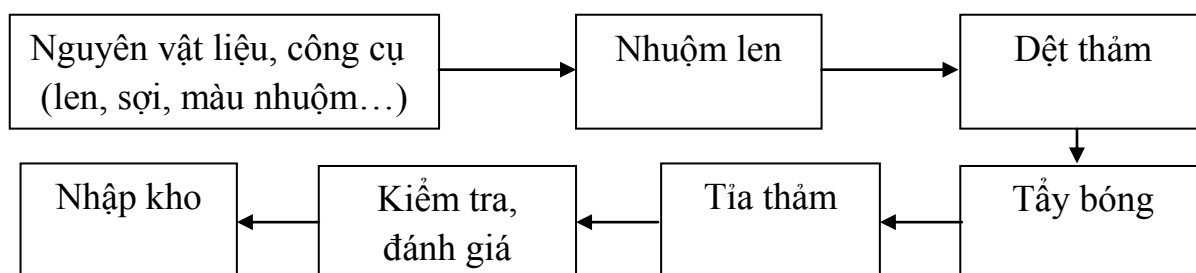 Nguyên vật liệu, công cụ
(len, sợi, màu nhuộm…)
Nhuộm len
Dệt thảm
Tẩy bóng
Tỉa thảm
Kiểm tra,
đánh giá
Nhập kho